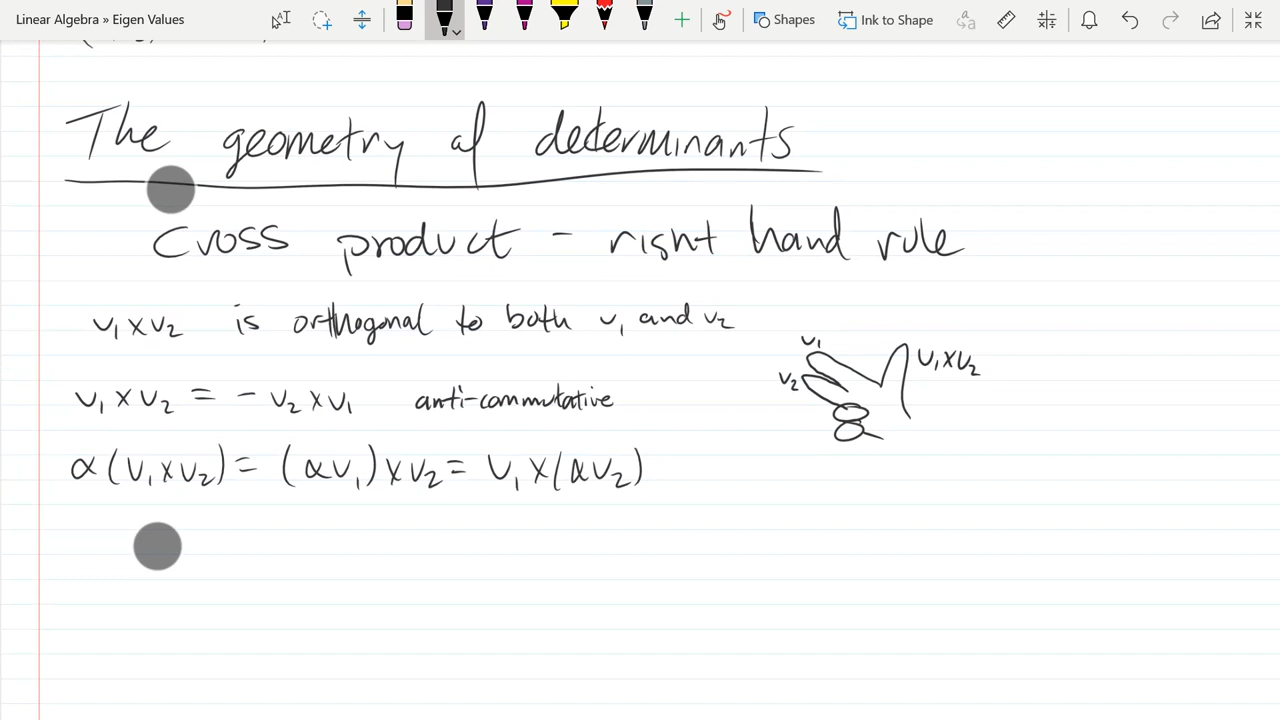 Linear Algebra » Eigen Values
Shapes
Ink to Shape
The geometry of determinants
Cross product - right hand rule
v₁ x v₂ is orthogonal to both v₁ and v₂
v₁
v₂
v₁ x v₂
v₁ x v₂ = - v₂ x v₁ anti-commutative
α(v₁ x v₂) = (αv₁) x v₂ = v₁ x (αv₂)